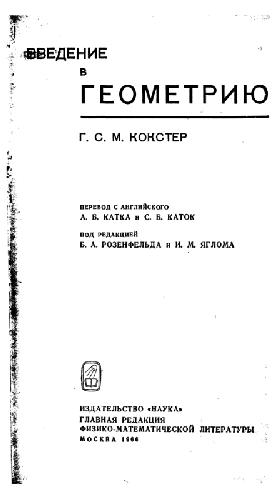 ВВЕДЕНИЕ
В
ГЕОМЕТРИЮ
Г. С. М. КОКСТЕР
ПЕРЕВОД С АНГЛИЙСКОГО
А. Б. КАТКА и С. Б. КАТОК
ПОД РЕДАКЦИЕЙ
Б. А. РОЗЕНФЕЛЬДА и И. М. ЯГЛОМА
ИЗДАТЕЛЬСТВО «НАУКА»
ГЛАВНАЯ РЕДАКЦИЯ
ФИЗИКО-МАТЕМАТИЧЕСКОЙ ЛИТЕРАТУРЫ
МОСКВА 1966